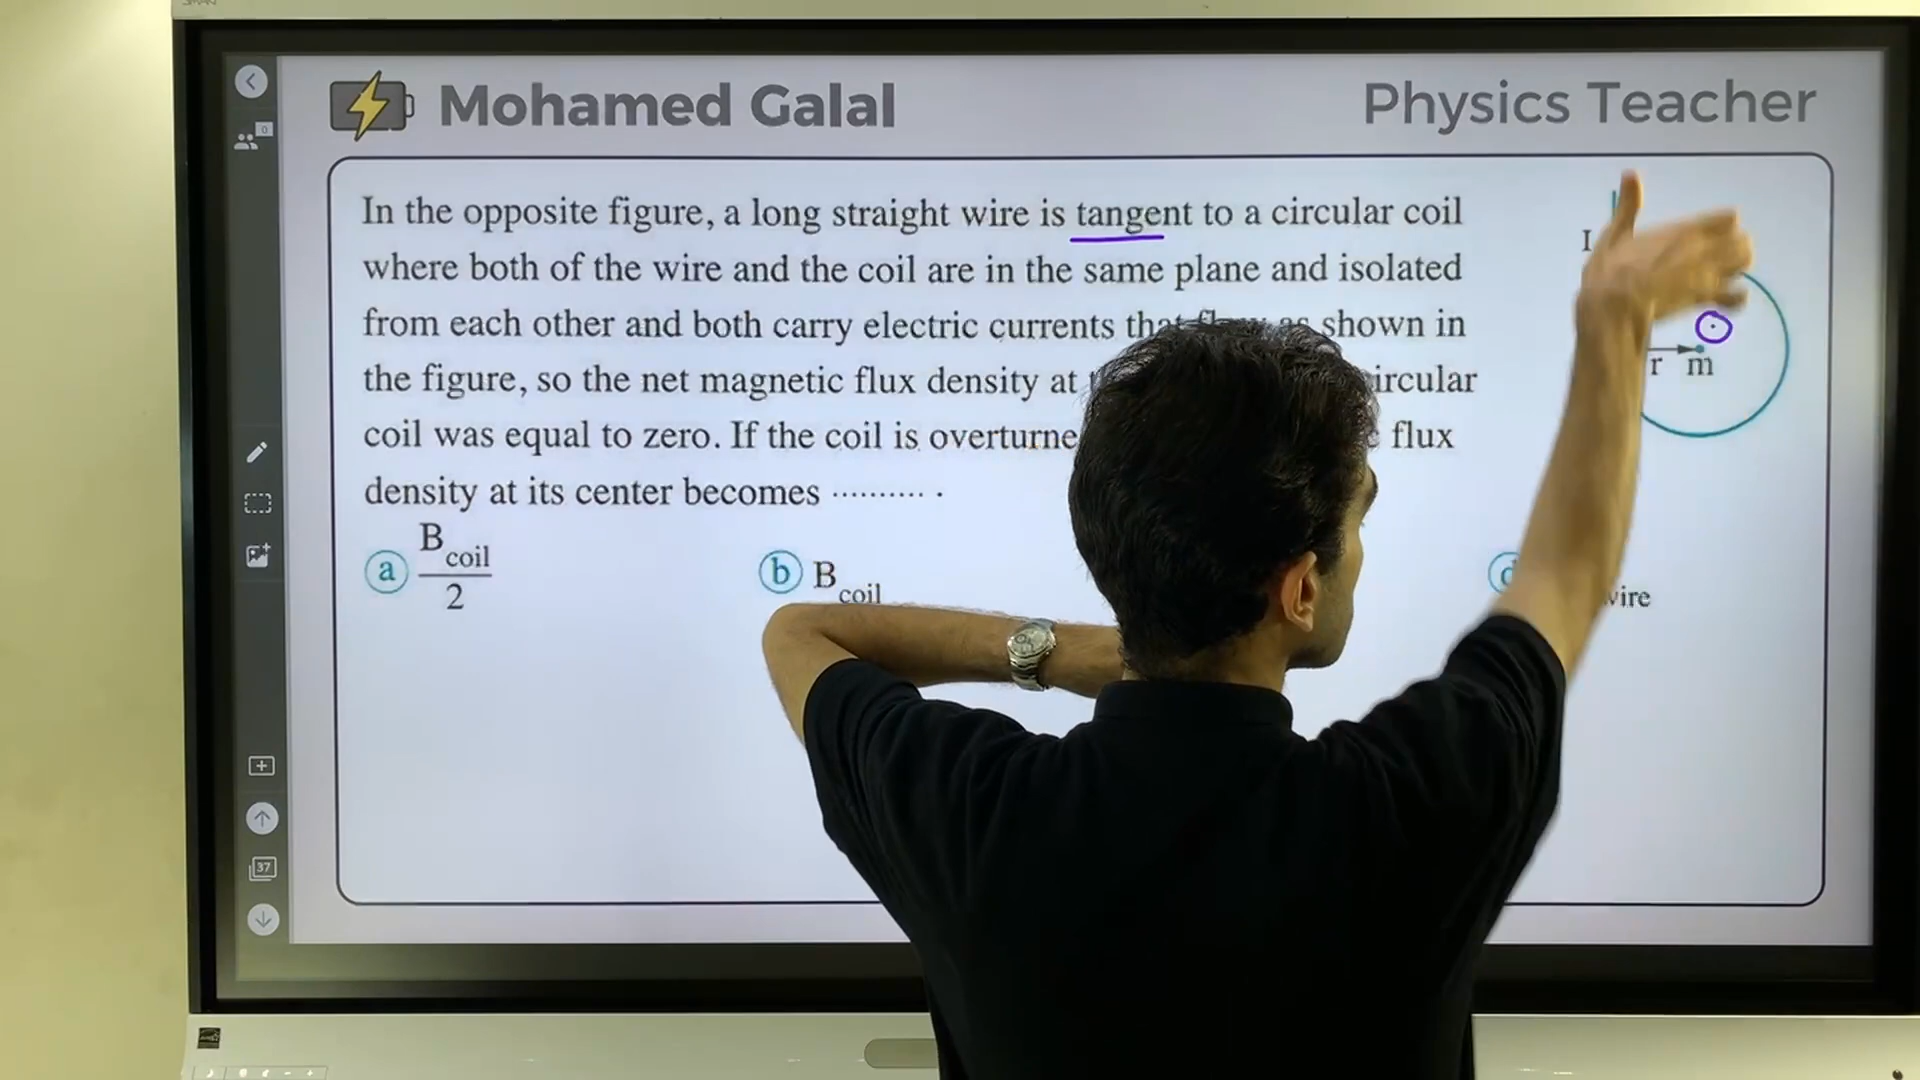 Mohamed Galal
Physics Teacher
In the opposite figure, a long straight wire is tangent to a circular coil
where both of the wire and the coil are in the same plane and isolated
from each other and both carry electric currents that shown in
the figure, so the net magnetic flux density at
coil was equal to zero. If the coil is flux
density at its center becomes .......... .
I
r m
a B coil
2
b B coil
0
37